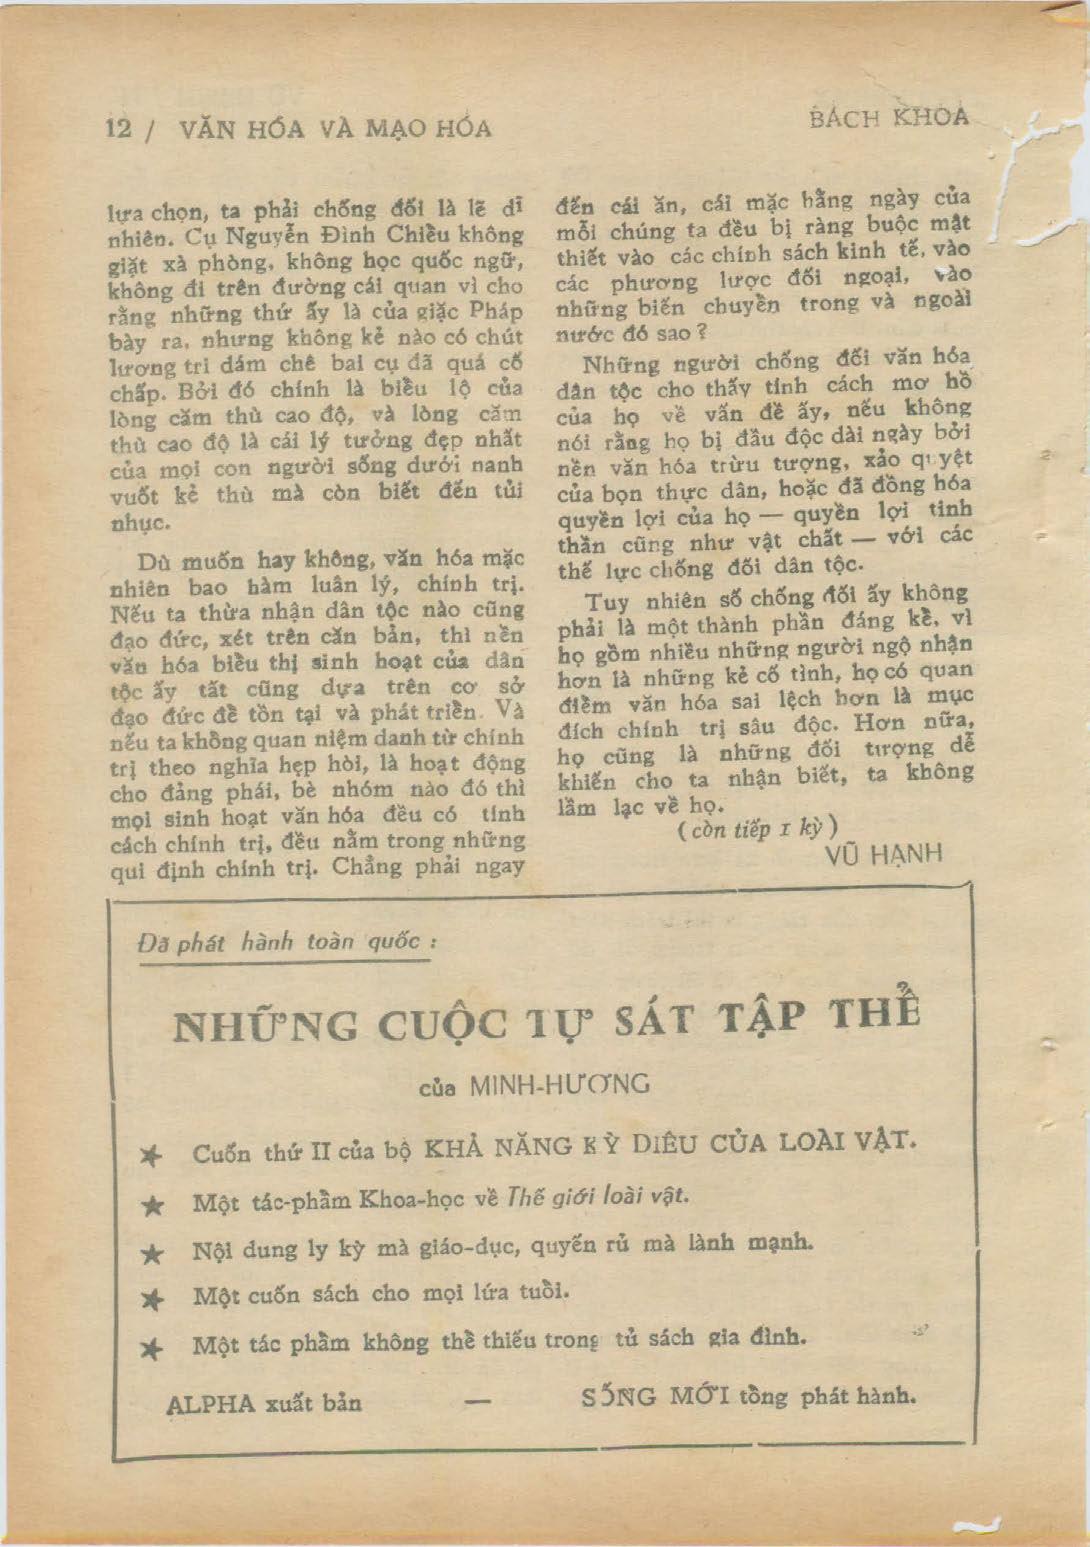 12 / VĂN HÓA VÀ MẠO HÓA
BÁCH KHOA
lựa chọn, ta phải chống đối là lẽ dĩ
nhiên. Cụ Nguyễn Đình Chiểu không
giặt xà phòng, không học quốc ngữ,
không đi trên đường cái quan vì cho
rằng những thứ ấy là của giặc Pháp
bày ra, nhưng không kẻ nào có chút
lương tri dám chê bai cụ đã quá cố
chấp. Bởi đó chính là biểu lộ của
lòng căm thù cao độ, và lòng căm
thù cao độ là cái lý tưởng đẹp nhất
của mọi con người sống dưới nanh
vuốt kẻ thù mà còn biết đến tủi
nhục.
Dù muốn hay không, văn hóa mặc
nhiên bao hàm luân lý, chính trị.
Nếu ta thừa nhận dân tộc nào cũng
đạo đức, xét trên căn bản, thì nền
văn hóa biểu thị sinh hoạt của dân
tộc ấy tất cũng dựa trên cơ sở
đạo đức để tồn tại và phát triển. Và
nếu ta không quan niệm danh từ chính
trị theo nghĩa hẹp hòi, là hoạt động
cho đảng phái, bè nhóm nào đó thì
mọi sinh hoạt văn hóa đều có tính
cách chính trị, đều nằm trong những
qui định chính trị. Chẳng phải ngay
đến cái ăn, cái mặc hằng ngày của
mỗi chúng ta đều bị ràng buộc mật
thiết vào các chính sách kinh tế, vào
các phương lược đối ngoại, vào
những biến chuyển trong và ngoài
nước đó sao ?
Những người chống đối văn hóa
dân tộc cho thấy tính cách mơ hồ
của họ về vấn đề ấy, nếu không
nói rằng họ bị đầu độc dài ngày bởi
nền văn hóa trừu tượng, xảo quyệt
của bọn thực dân, hoặc đã đồng hóa
quyền lợi của họ — quyền lợi tinh
thần cũng như vật chất — với các
thế lực chống đối dân tộc.
Tuy nhiên số chống đối ấy không
phải là một thành phần đáng kể, vì
họ gồm nhiều những người ngộ nhận
hơn là những kẻ cố tình, họ có quan
điểm văn hóa sai lệch hơn là mục
đích chính trị sâu độc. Hơn nữa,
họ cũng là những đối tượng dễ
khiến cho ta nhận biết, ta không
lầm lạc về họ.
( còn tiếp 1 kỳ )
VŨ HẠNH
Đã phát hành toàn quốc :
NHỮNG CUỘC TỰ SÁT TẬP THỂ
của MINH-HƯƠNG
★ Cuốn thứ II của bộ KHẢ NĂNG KỲ DIỆU CỦA LOÀI VẬT.
★ Một tác-phẩm Khoa-học về Thế giới loài vật.
★ Nội dung ly kỳ mà giáo-dục, quyến rủ mà lành mạnh.
★ Một cuốn sách cho mọi lứa tuổi.
★ Một tác phẩm không thể thiếu trong tủ sách gia đình.
ALPHA xuất bản — SỐNG MỚI tổng phát hành.